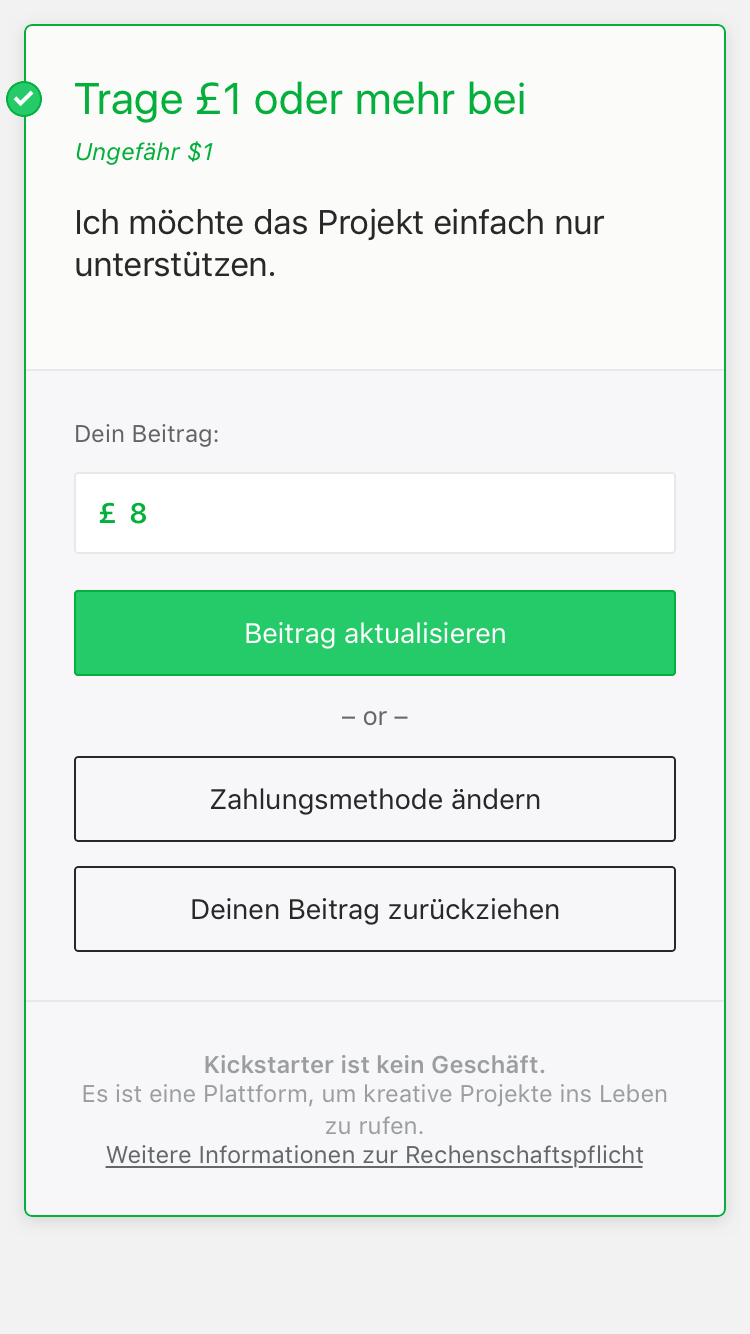 Trage £1 oder mehr bei
Ungefähr $1
Ich möchte das Projekt einfach nur
unterstützen.
Dein Beitrag:
£ 8
Beitrag aktualisieren
– or –
Zahlungsmethode ändern
Deinen Beitrag zurückziehen
Kickstarter ist kein Geschäft.
Es ist eine Plattform, um kreative Projekte ins Leben
zu rufen.
Weitere Informationen zur Rechenschaftspflicht